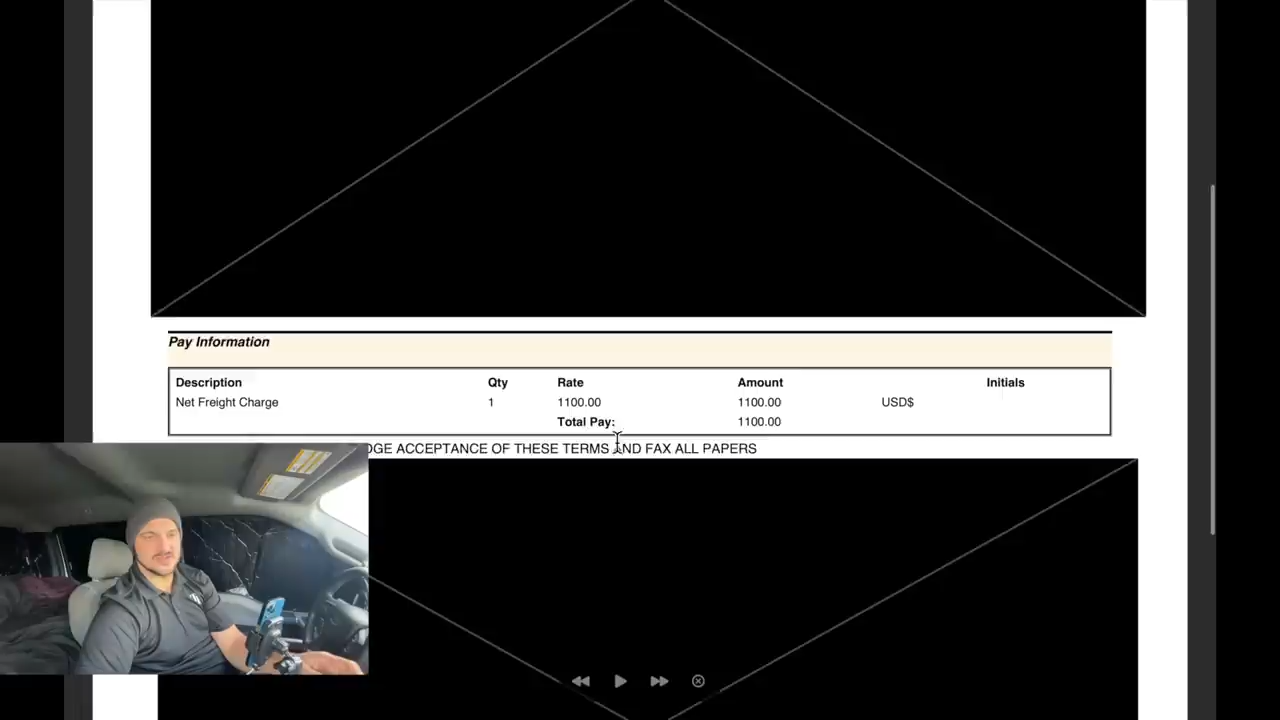 Pay Information
Description Qty Rate Amount Initials
Net Freight Charge 1 1100.00 1100.00 USD$
Total Pay: 1100.00
DGE ACCEPTANCE OF THESE TERMS AND FAX ALL PAPERS